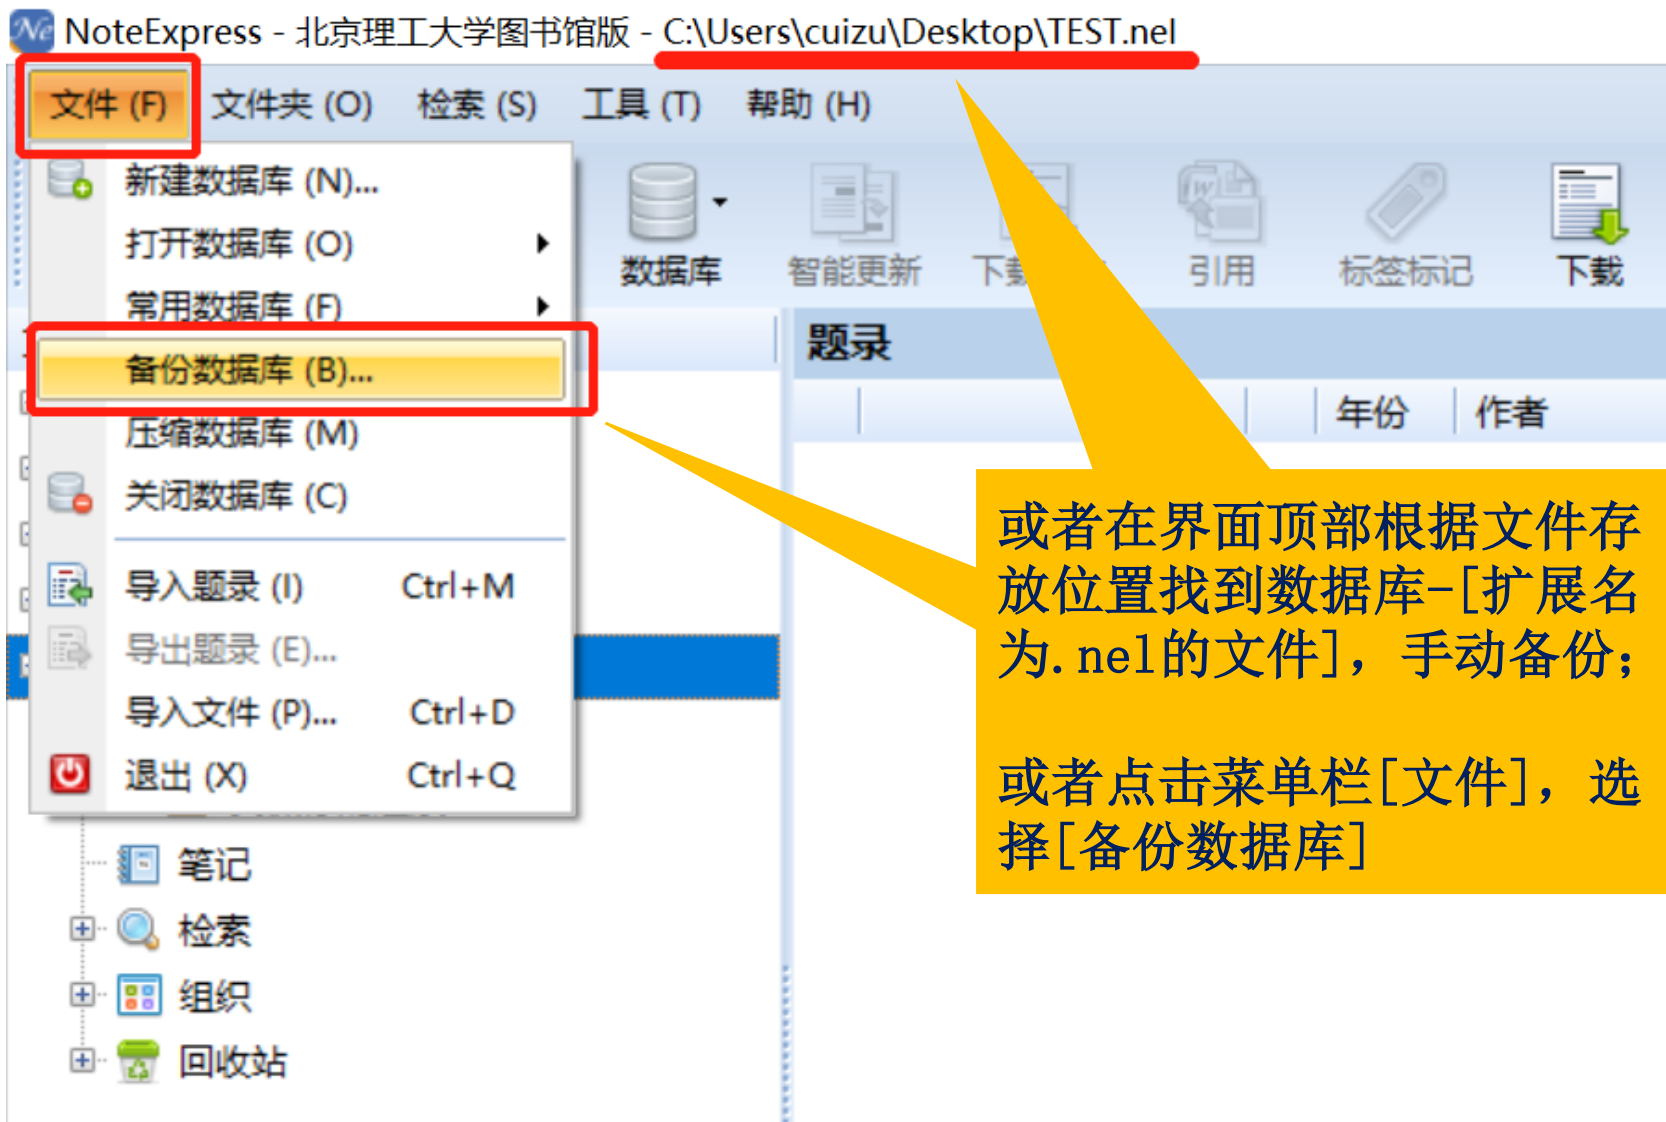 NoteExpress - 北京理工大学图书馆版 - C:\Users\cuizu\Desktop\TEST.nel
文件 (F) 文件夹 (O) 检索 (S) 工具 (T) 帮助 (H)
新建数据库 (N)...
打开数据库 (O)
常用数据库 (F)
备份数据库 (B)...
压缩数据库 (M)
关闭数据库 (C)
导入题录 (I) Ctrl+M
导出题录 (E)...
导入文件 (P)... Ctrl+D
退出 (X) Ctrl+Q
数据库 智能更新 下载 引用 标签标记 下载
题录
年份 作者
或者在界面顶部根据文件存
放位置找到数据库-[扩展名
为.nel的文件]，手动备份；
或者点击菜单栏[文件]，选
择[备份数据库]
笔记
检索
组织
回收站